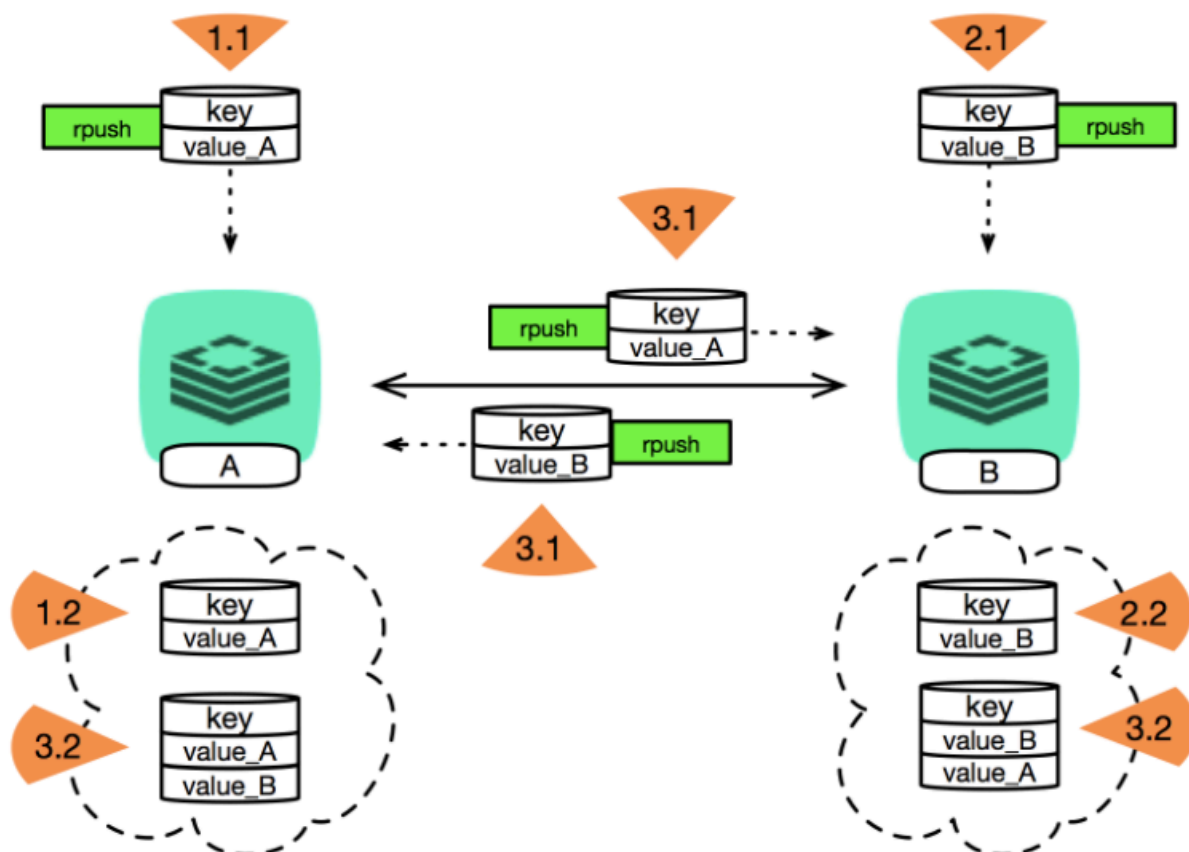 1.1
2.1
key
rpush
value_A
key
rpush
value_B
3.1
key
rpush
value_A
key
rpush
value_B
A
B
3.1
1.2
key
value_A
key
2.2
value_B
3.2
key
value_A
value_B
key
3.2
value_B
value_A